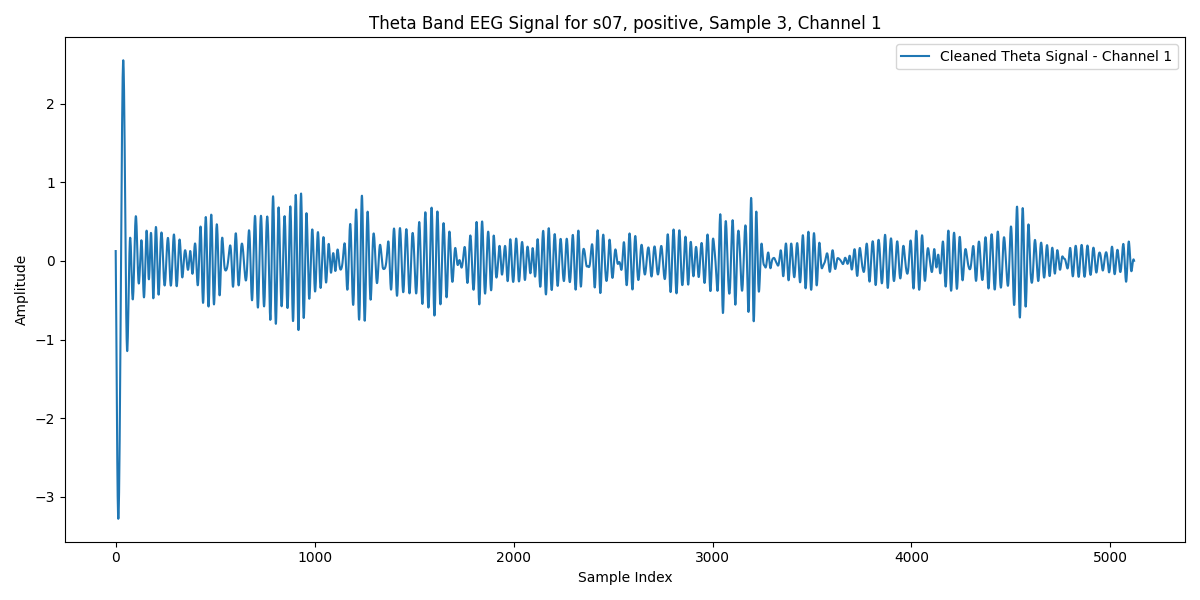 Theta Band EEG Signal for s07, positive, Sample 3, Channel 1
Cleaned Theta Signal - Channel 1
Amplitude
2
1
0
−1
−2
−3
0 1000 2000 3000 4000 5000
Sample Index